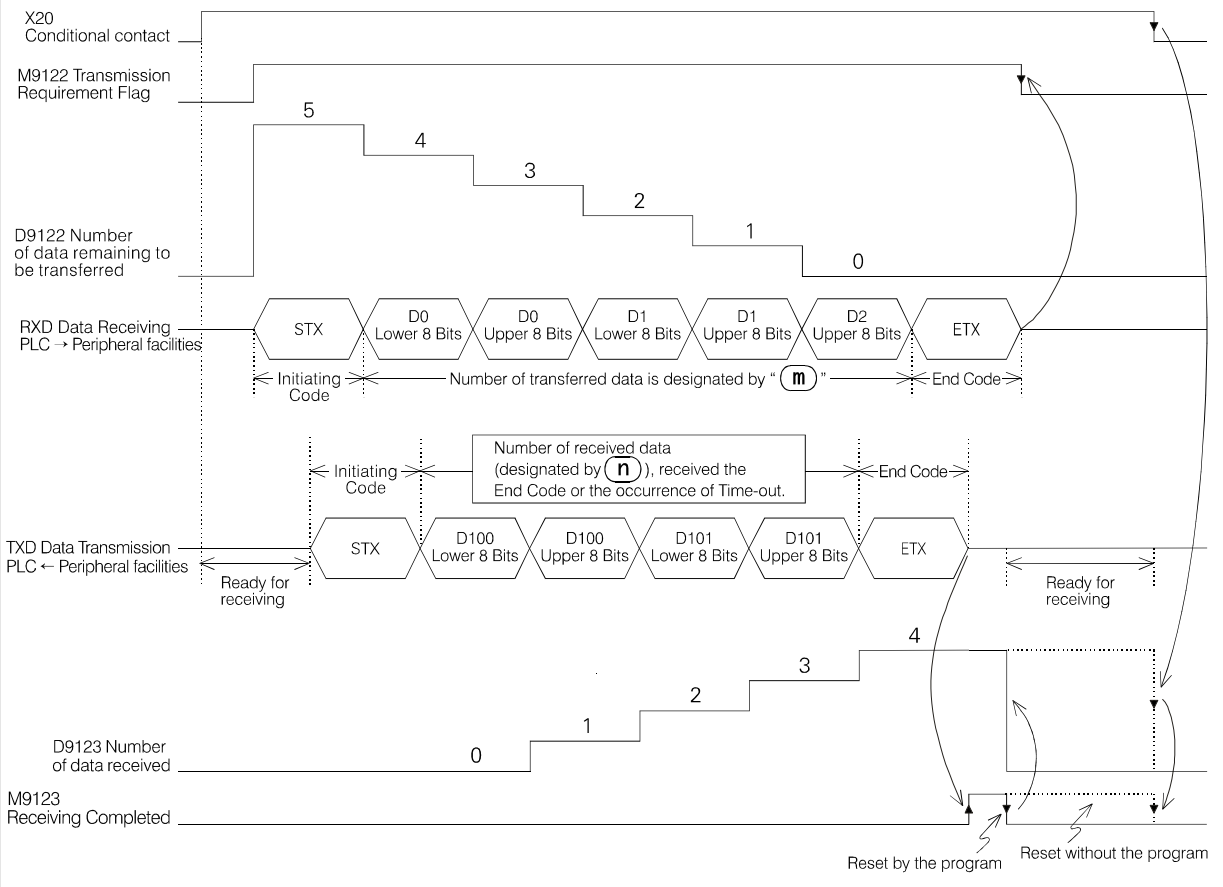 X20
Conditional contact
M9122 Transmission
Requirement Flag
5
4
3
2
1
0
D9122 Number
of data remaining to
be transferred
RXD Data Receiving
PLC → Peripheral facilities
STX
D0
Lower 8 Bits
D0
Upper 8 Bits
D1
Lower 8 Bits
D1
Upper 8 Bits
D2
Upper 8 Bits
ETX
Initiating
Code
Number of transferred data is designated by “ m ”
End Code
Initiating
Code
Number of received data
(designated by n ), received the
End Code or the occurrence of Time-out.
End Code
TXD Data Transmission
PLC ← Peripheral facilities
STX
D100
Lower 8 Bits
D100
Upper 8 Bits
D101
Lower 8 Bits
D101
Upper 8 Bits
ETX
Ready for
receiving
Ready for
receiving
4
3
2
1
0
D9123 Number
of data received
M9123
Receiving Completed
Reset by the program
Reset without the program